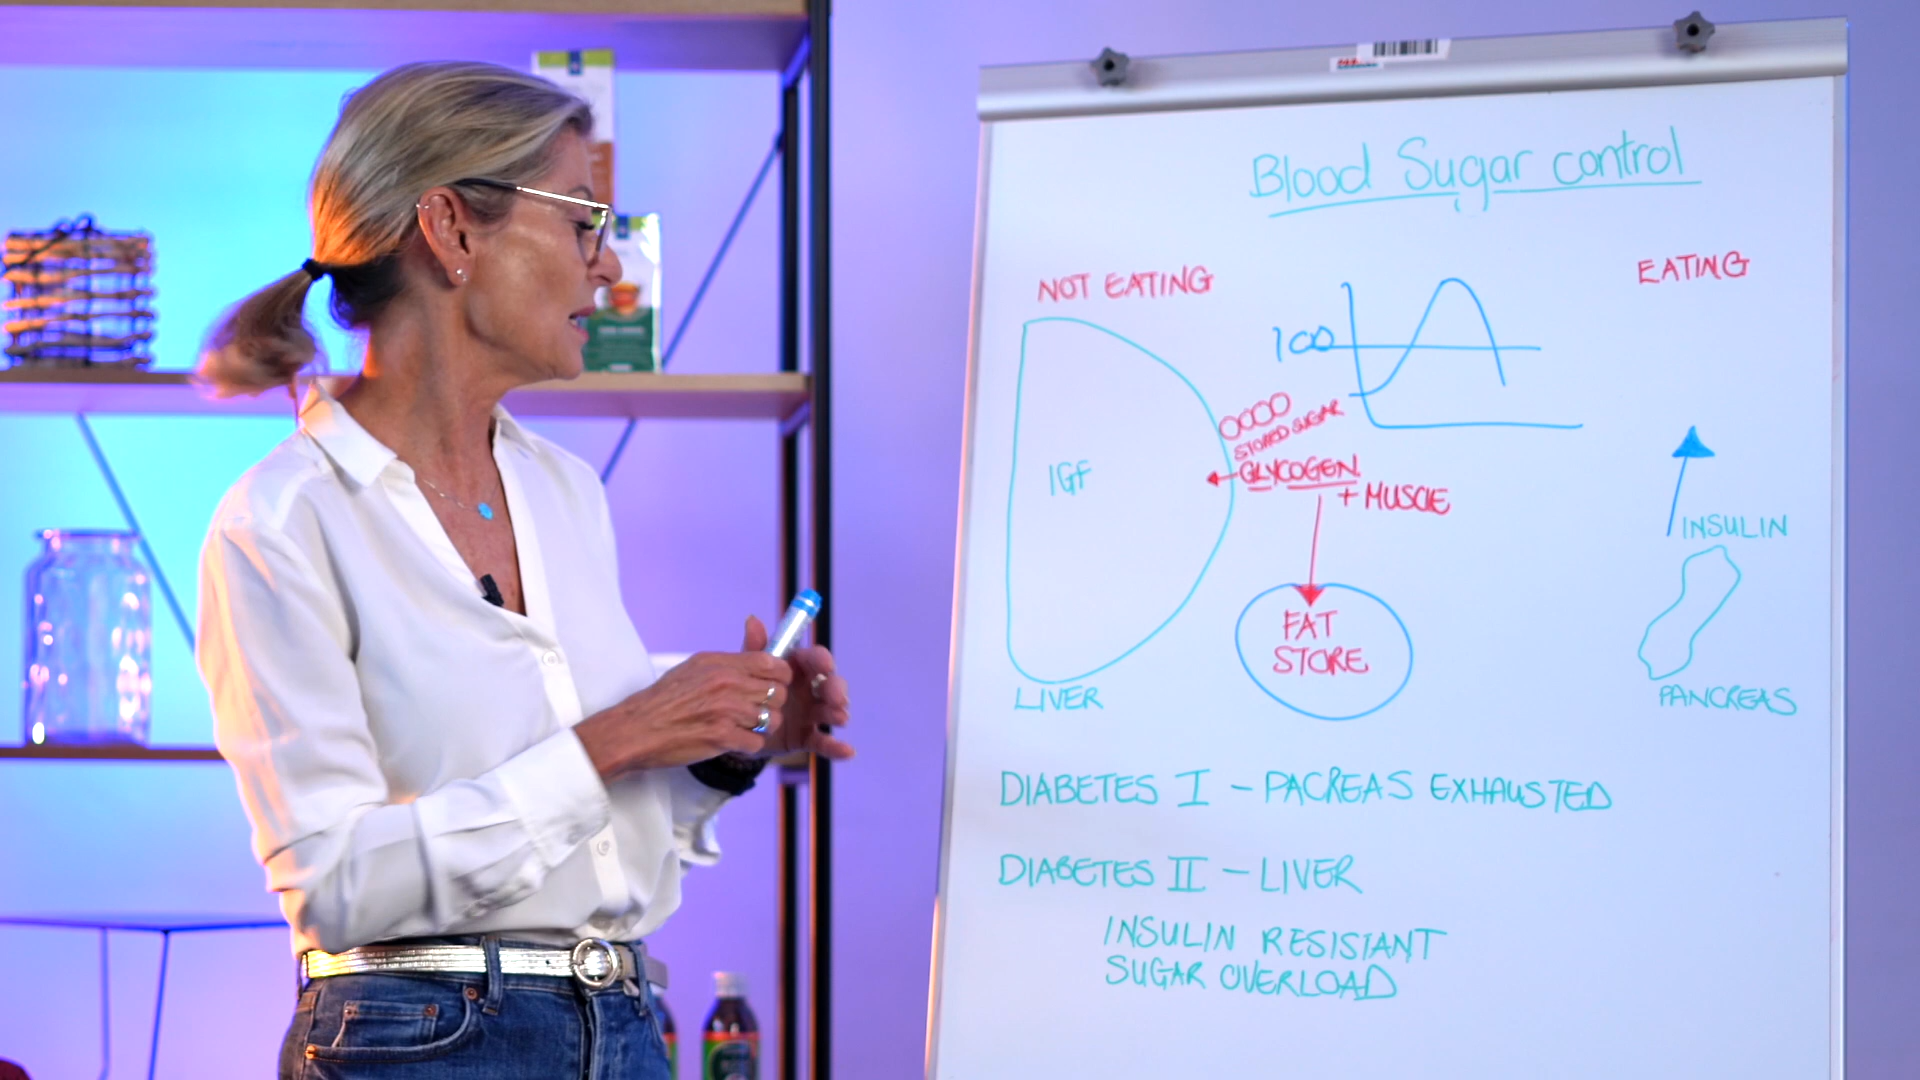 Blood Sugar control
NOT EATING
EATING
100
STORED SUGAR
GLYCOGEN
+ MUSCLE
IGF
INSULIN
FAT
STORE
LIVER
PANCREAS
DIABETES I - PACREAS EXHAUSTED
DIABETES II - LIVER
INSULIN RESISTANT
SUGAR OVERLOAD